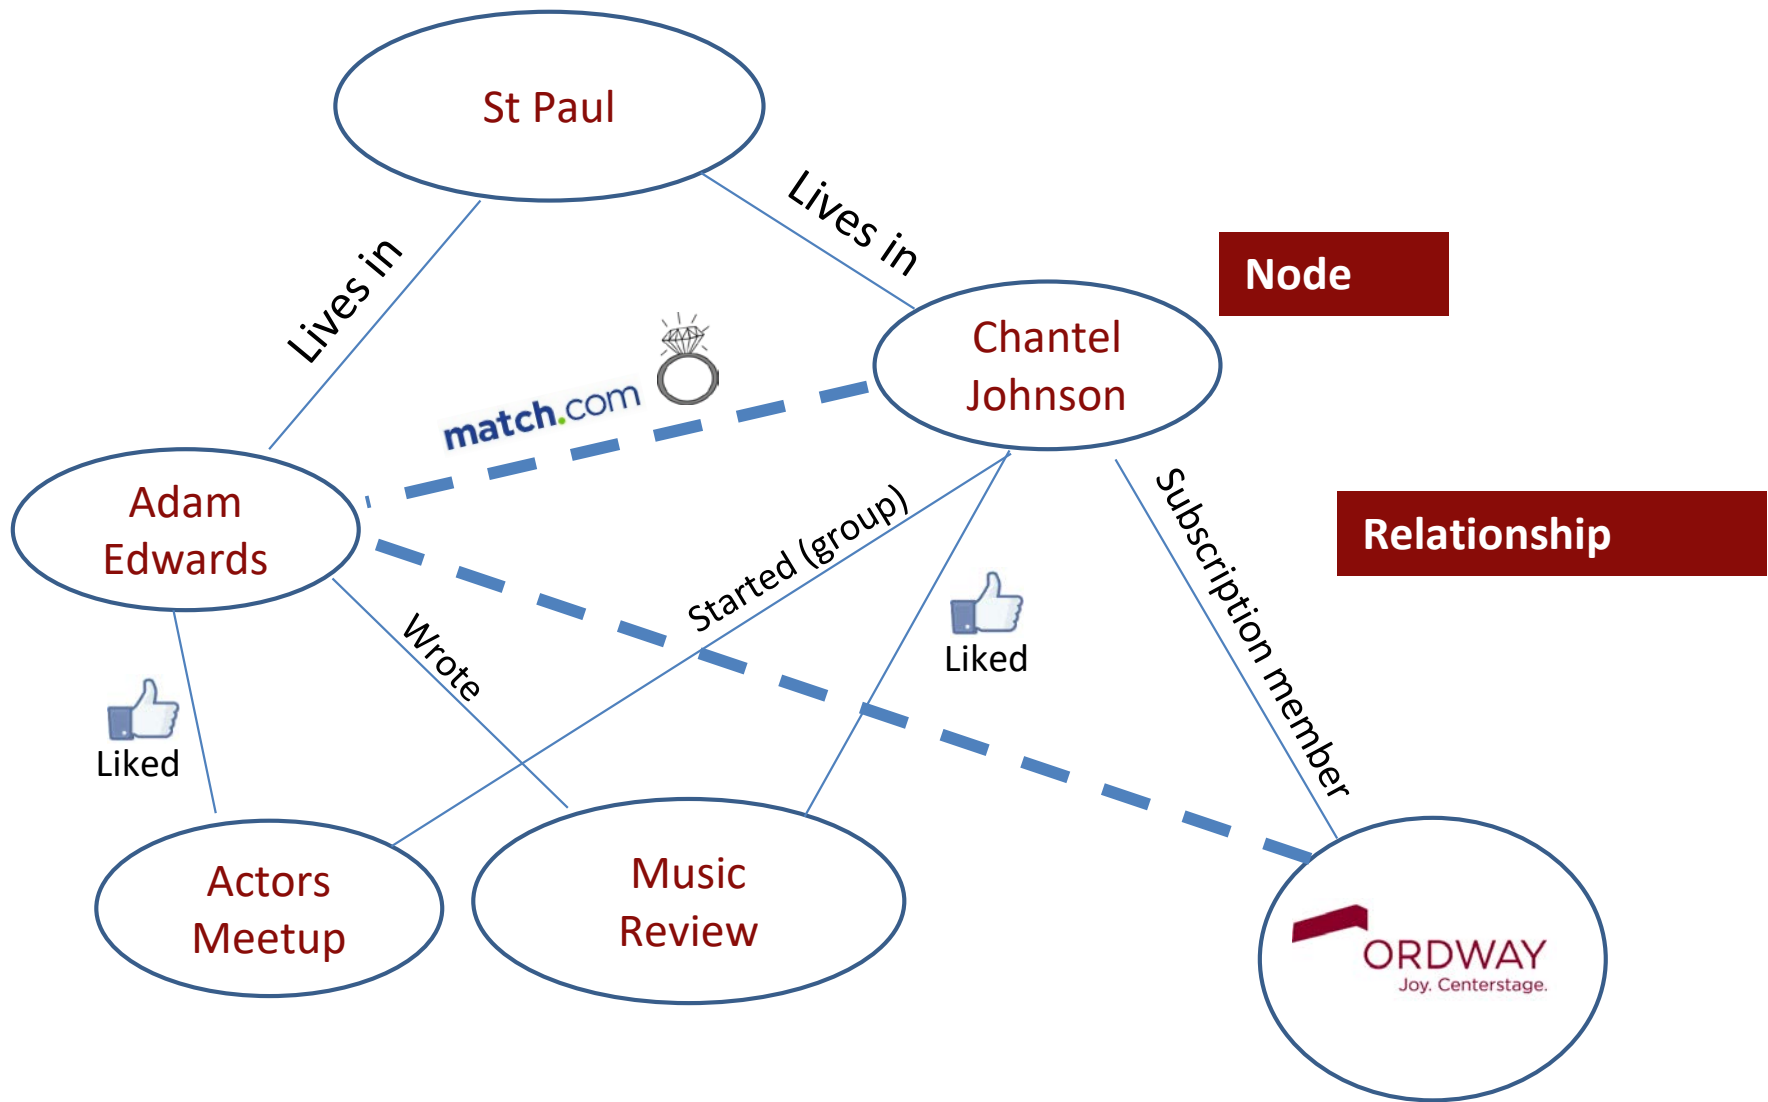 St Paul
Lives in
Lives in
Node
Chantel
Johnson
match.com
Adam
Edwards
Relationship
Subscription member
Started (group)
Wrote
Liked
Liked
Actors
Meetup
Music
Review
ORDWAY
Joy. Centerstage.